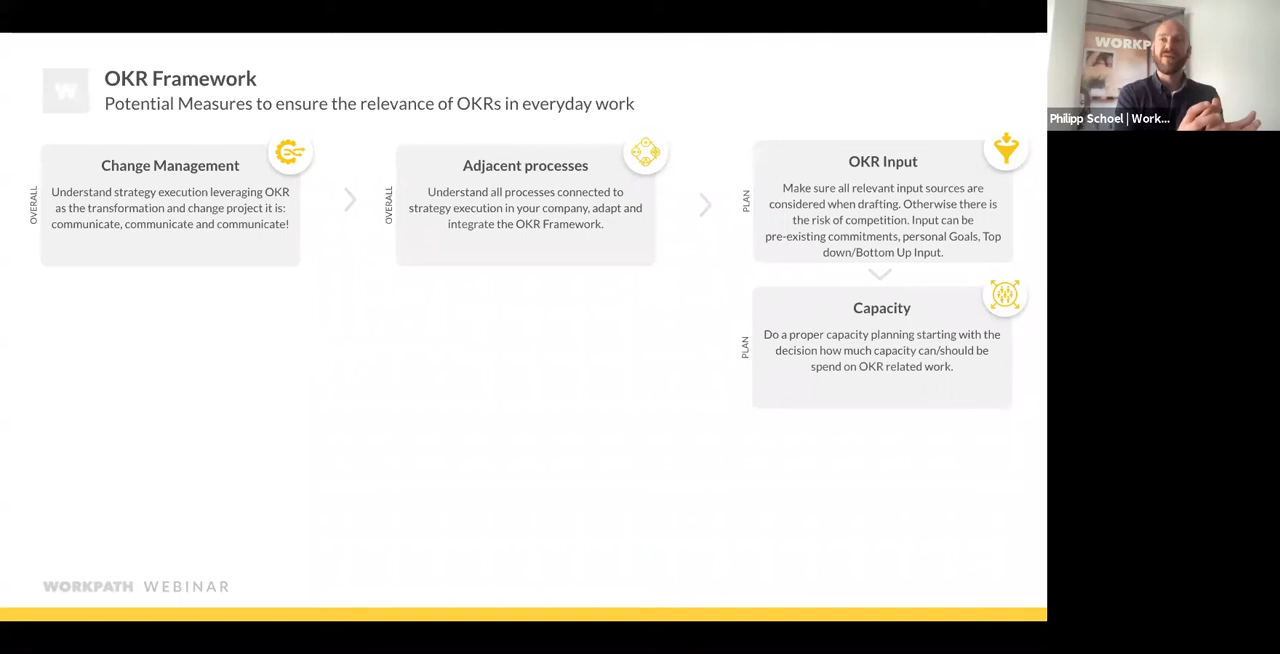 OKR Framework
Potential Measures to ensure the relevance of OKRs in everyday work
OVERALL
Change Management
Understand strategy execution leveraging OKR
as the transformation and change project it is:
communicate, communicate and communicate!
OVERALL
Adjacent processes
Understand all processes connected to
strategy execution in your company, adapt and
integrate the OKR Framework.
PLAN
OKR Input
Make sure all relevant input sources are
considered when drafting. Otherwise there is
the risk of competition. Input can be
pre-existing commitments, personal Goals, Top
down/Bottom Up Input.
PLAN
Capacity
Do a proper capacity planning starting with the
decision how much capacity can/should be
spend on OKR related work.
WORKPATH WEBINAR
WORKP
Philipp Schoel | Work...